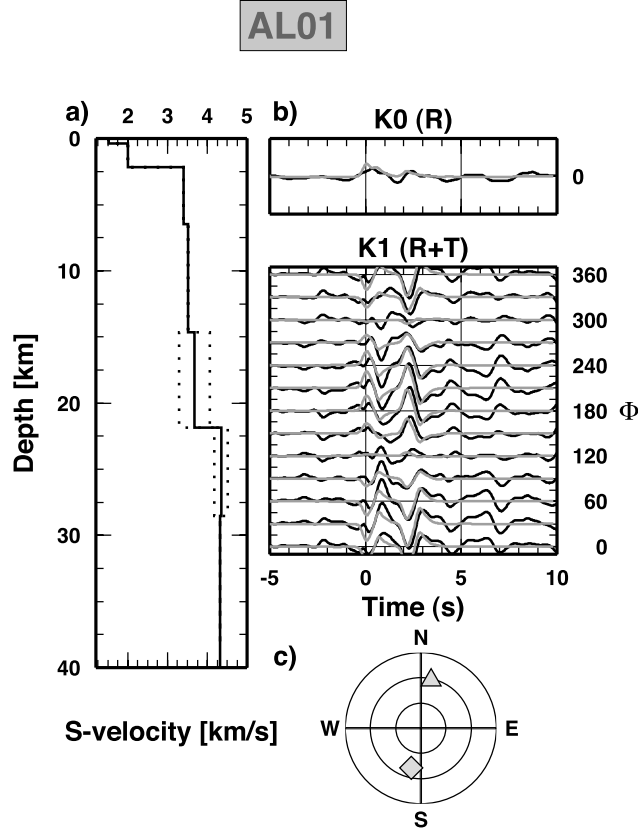 AL01
a)
2 3 4 5
b)
K0 (R)
0
0
K1 (R+T)
10
20
30
40
Depth [km]
360
300
240
180 Φ
120
60
0
-5 0 5 10
Time (s)
S-velocity [km/s]
c)
N
W E
S